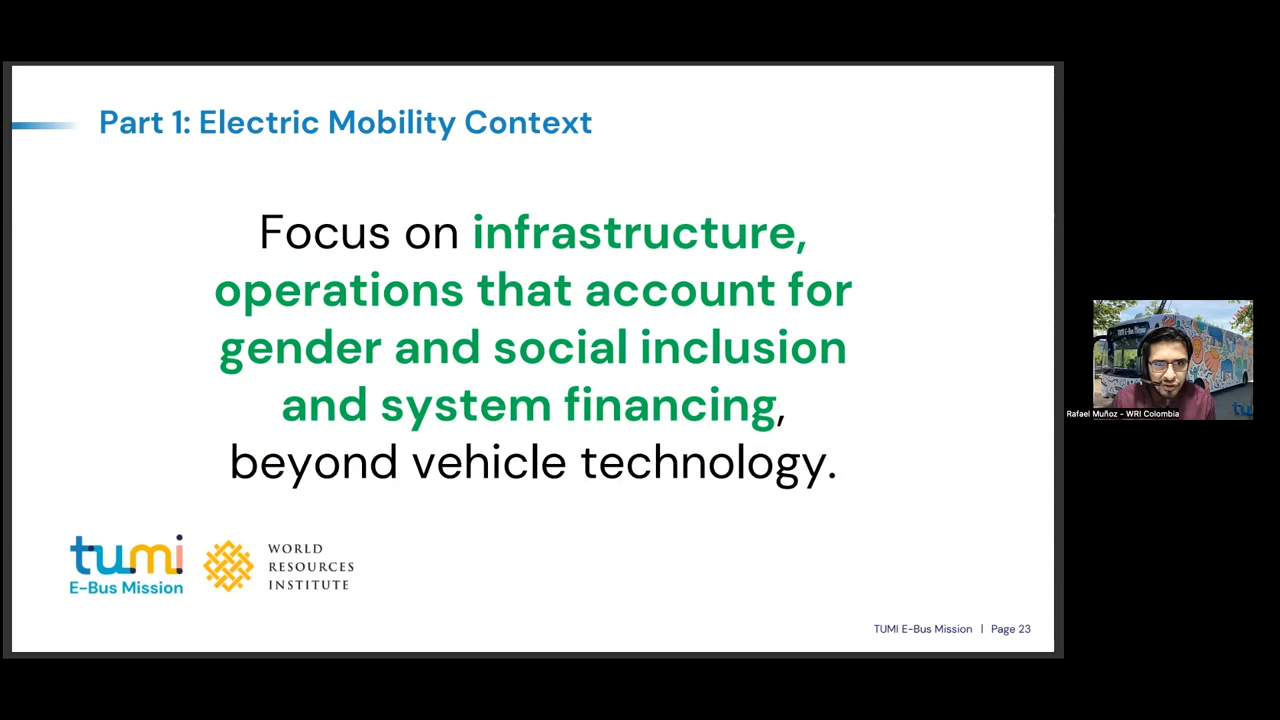 Part 1: Electric Mobility Context
Focus on infrastructure,
operations that account for
gender and social inclusion
and system financing,
beyond vehicle technology.
tumi
E-Bus Mission
WORLD
RESOURCES
INSTITUTE
TUMI E-Bus Mission | Page 23
Rafael Muñoz - WRI Colombia